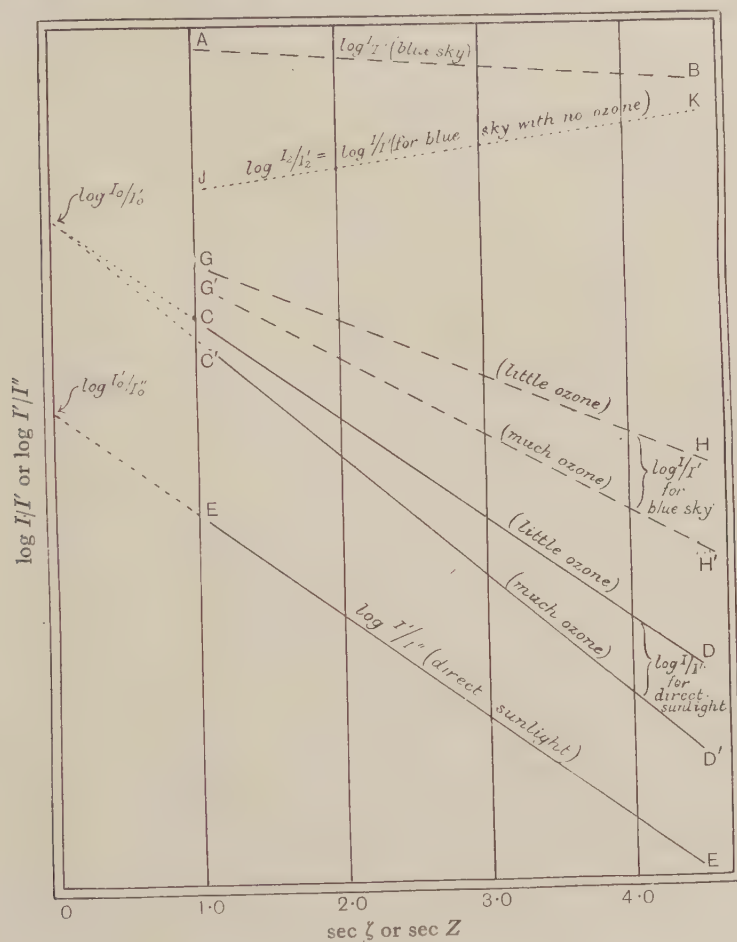 A
log I/I′ (blue sky)
B
K
log I₂/I₂′ = log I/I′ (for blue sky with no ozone)
J
log I₀/I₀′
G
G′
C
C′
(little ozone)
(much ozone)
H
log I/I′
for
blue sky
H′
log I₀′/I₀″
E
(little ozone)
(much ozone)
D
log I/I′
for
direct
sunlight
D′
log I′/I″ (direct sunlight)
E
log I/I′ or log I′/I″
0 1·0 2·0 3·0 4·0
sec ζ or sec Z